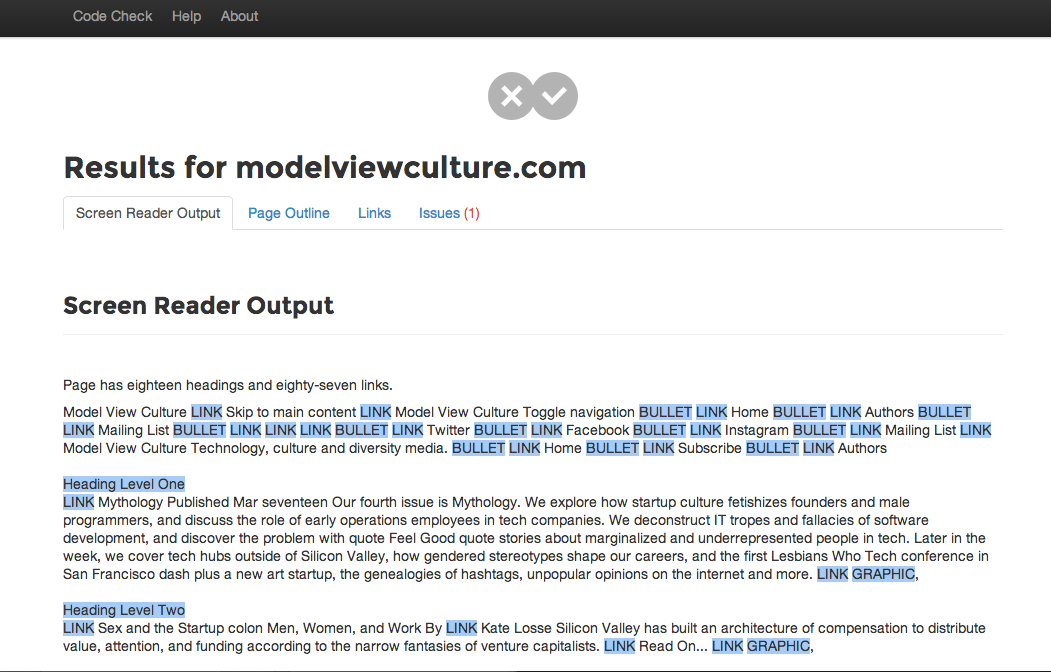 Code Check Help About
Results for modelviewculture.com
Screen Reader Output Page Outline Links Issues (1)
Screen Reader Output
Page has eighteen headings and eighty-seven links.
Model View Culture LINK Skip to main content LINK Model View Culture Toggle navigation BULLET LINK Home BULLET LINK Authors BULLET
LINK Mailing List BULLET LINK LINK LINK BULLET LINK Twitter BULLET LINK Facebook BULLET LINK Instagram BULLET LINK Mailing List LINK
Model View Culture Technology, culture and diversity media. BULLET LINK Home BULLET LINK Subscribe BULLET LINK Authors
Heading Level One
LINK Mythology Published Mar seventeen Our fourth issue is Mythology. We explore how startup culture fetishizes founders and male
programmers, and discuss the role of early operations employees in tech companies. We deconstruct IT tropes and fallacies of software
development, and discover the problem with quote Feel Good quote stories about marginalized and underrepresented people in tech. Later in the
week, we cover tech hubs outside of Silicon Valley, how gendered stereotypes shape our careers, and the first Lesbians Who Tech conference in
San Francisco dash plus a new art startup, the genealogies of hashtags, unpopular opinions on the internet and more. LINK GRAPHIC,
Heading Level Two
LINK Sex and the Startup colon Men, Women, and Work By LINK Kate Losse Silicon Valley has built an architecture of compensation to distribute
value, attention, and funding according to the narrow fantasies of venture capitalists. LINK Read On... LINK GRAPHIC,